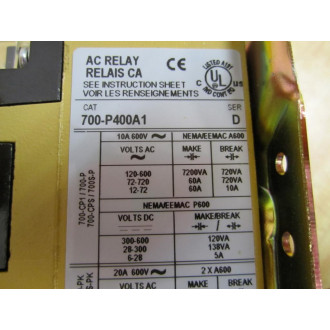 AC RELAY
RELAIS CA
SEE INSTRUCTION SHEET
VOIR LES RENSEIGNEMENTS
CE
LISTED
UL
C US
CAT SER
700-P400A1 D
10A 600V NEMA/EEMAC A600
VOLTS AC MAKE BREAK
120-600 7200VA 720VA
72-720 60A 720VA
12-72 60A 10A
NEMA/EEMAC P600
VOLTS DC MAKE/BREAK
/
300-600 120VA
28-300 138VA
6-28 5A
20A 600V 2 X A600
VOLTS AC MAKE BREAK
700-CP1 / 700-P
700-CPS / 700S-P